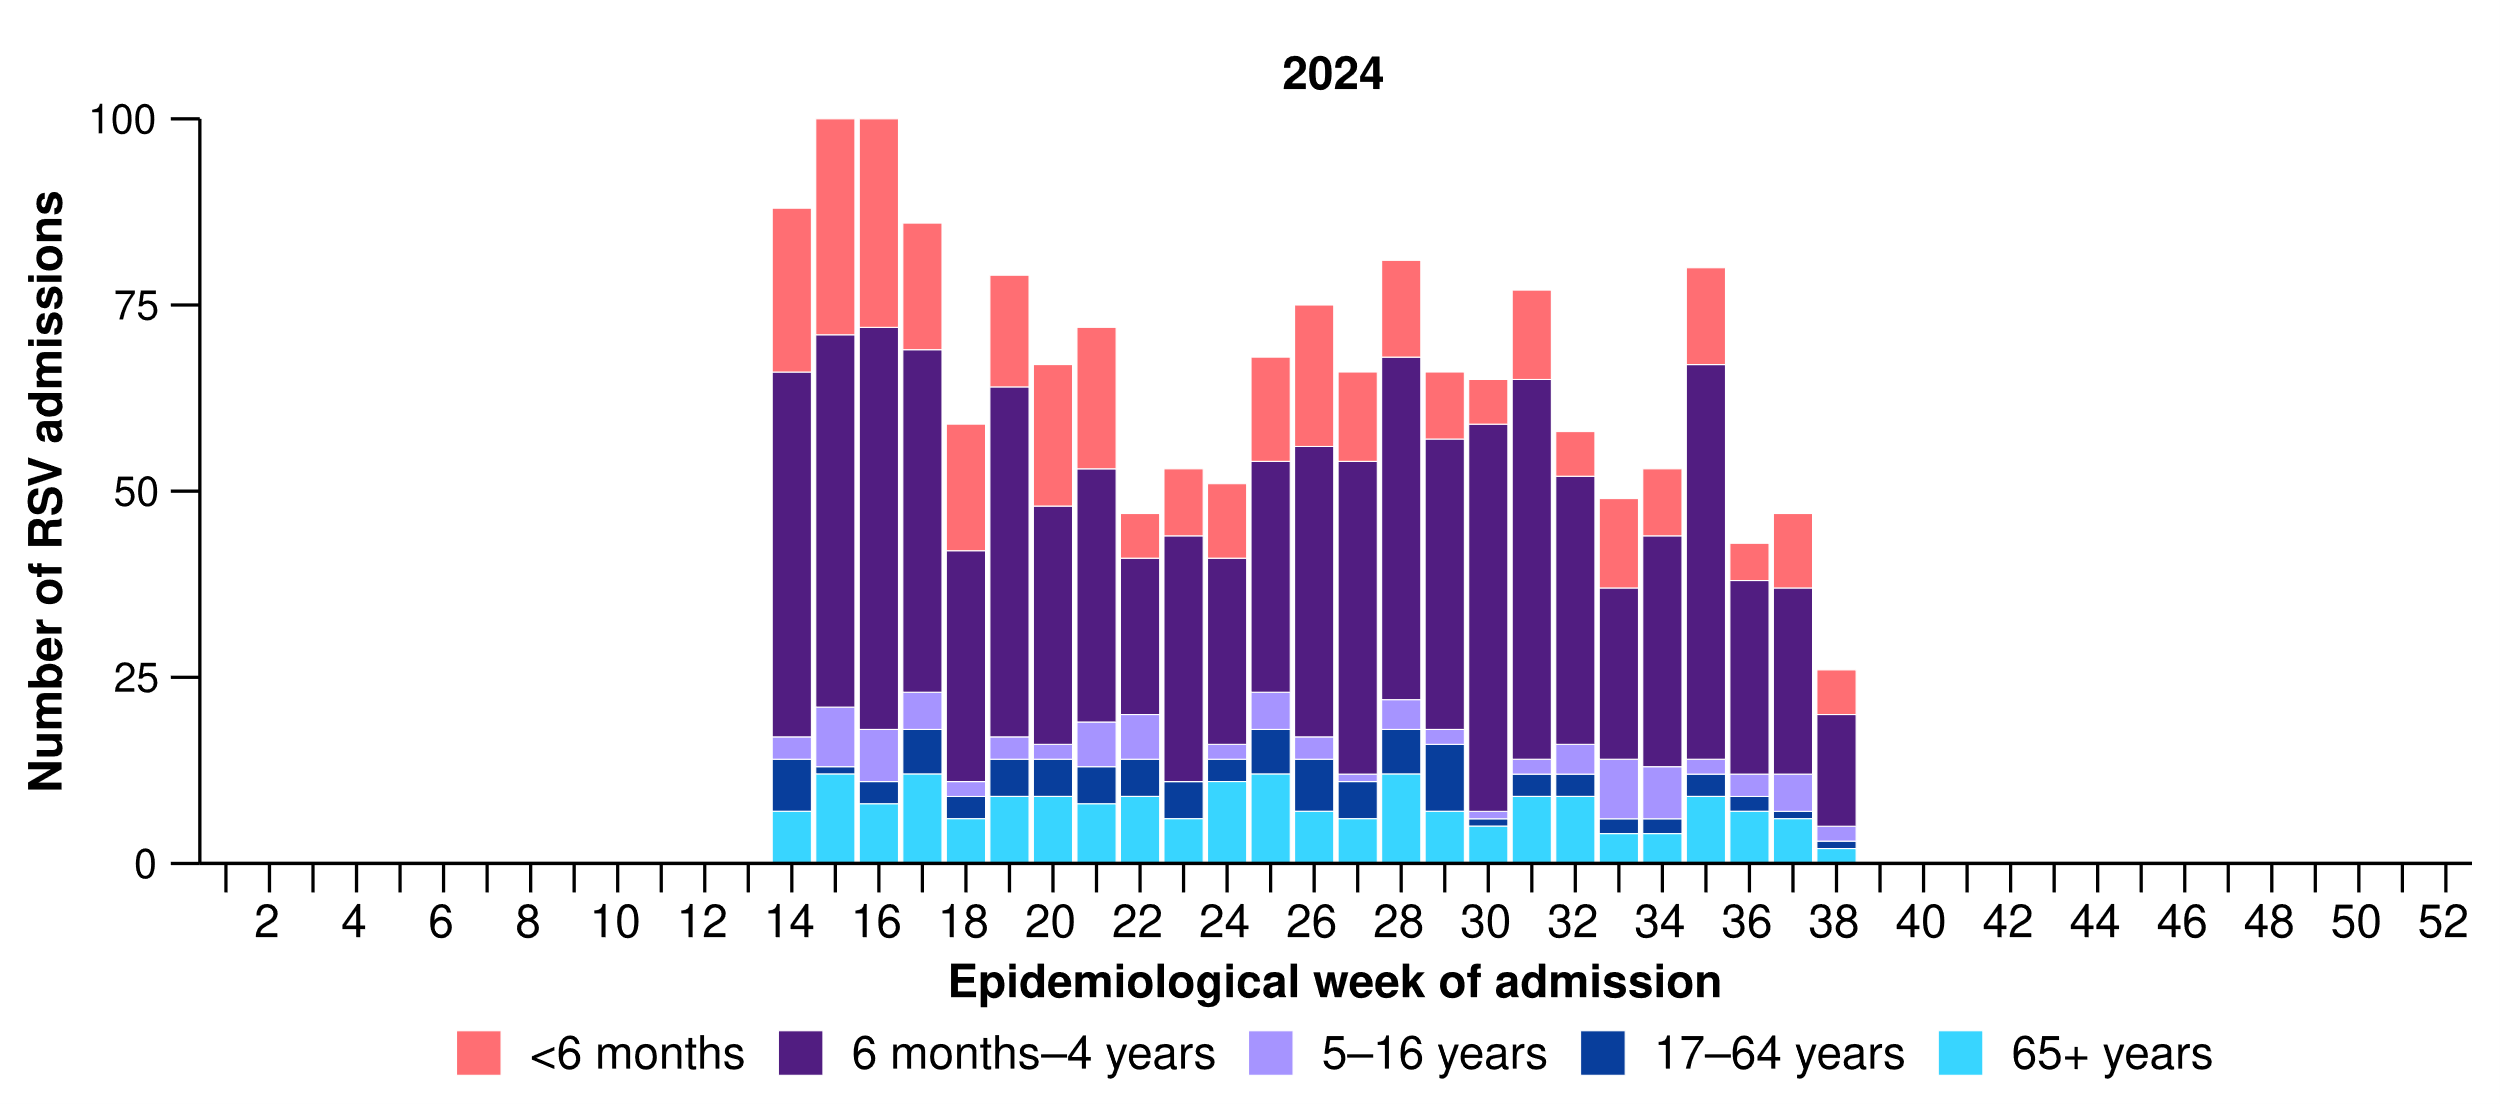 2024
100
75
50
25
0
Number of RSV admissions
2 4 6 8 10 12 14 16 18 20 22 24 26 28 30 32 34 36 38 40 42 44 46 48 50 52
Epidemiological week of admission
<6 months 6 months–4 years 5–16 years 17–64 years 65+ years